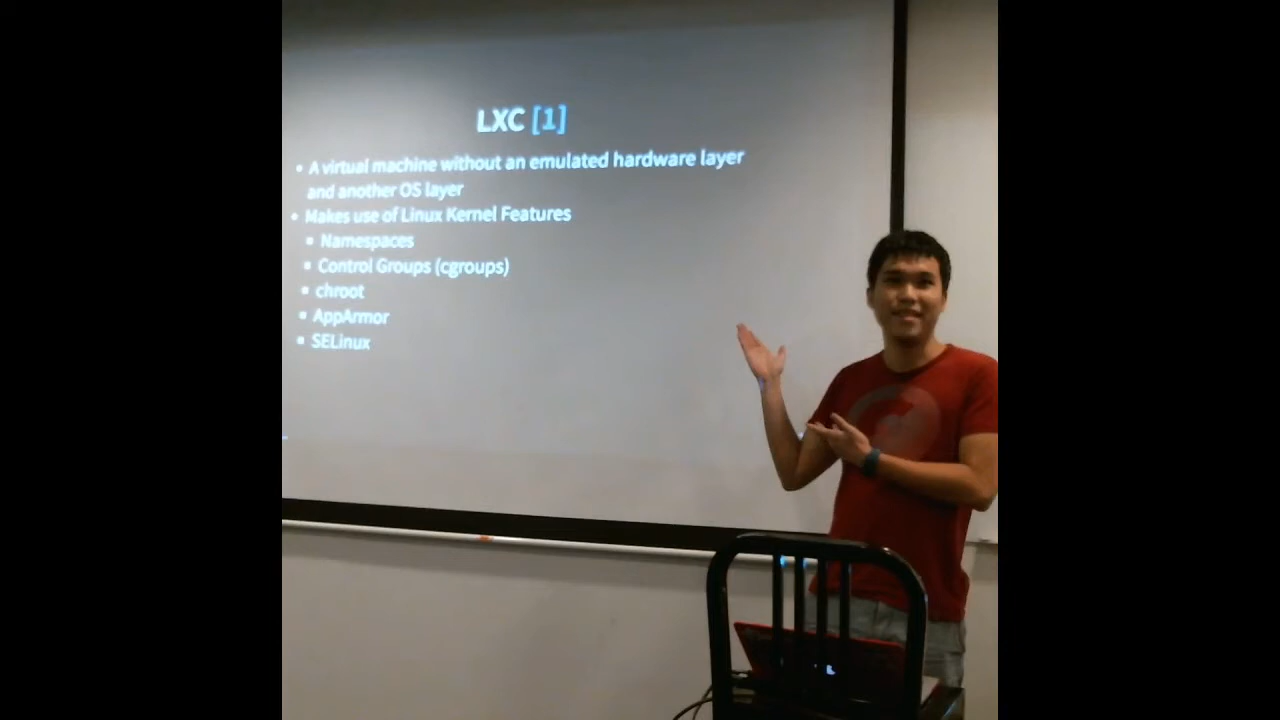 LXC [1]
• A virtual machine without an emulated hardware layer
and another OS layer
• Makes use of Linux Kernel Features
▪ Namespaces
▪ Control Groups (cgroups)
▪ chroot
▪ AppArmor
▪ SELinux